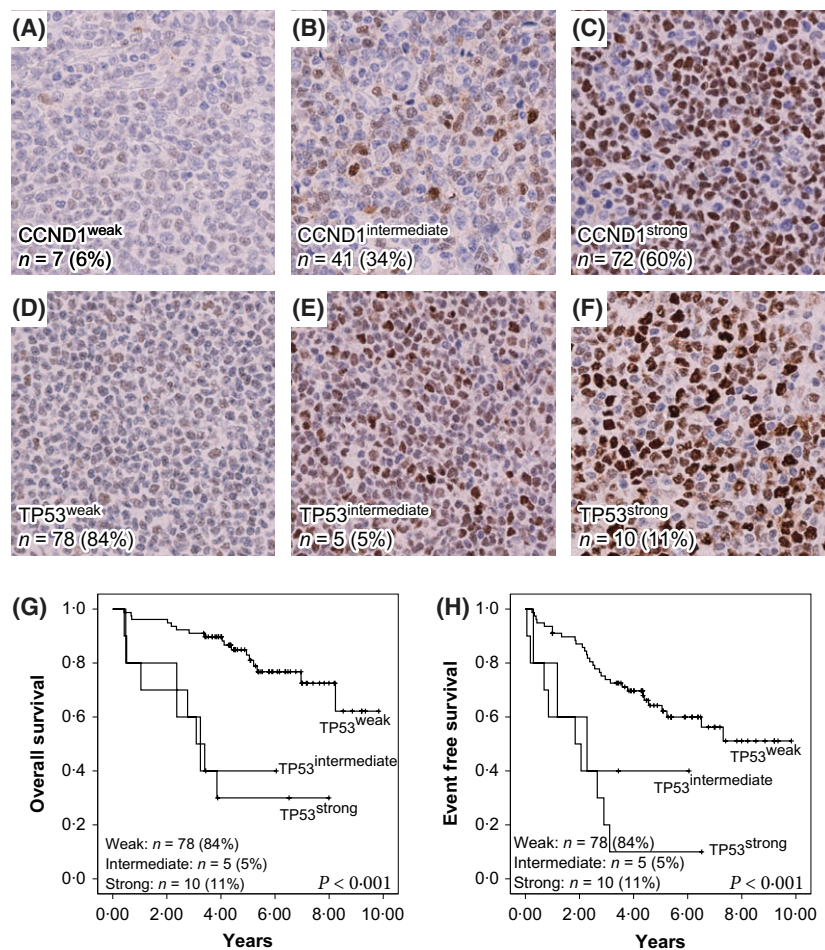 (A)
CCND1weak
n = 7 (6%)
(B)
CCND1intermediate
n = 41 (34%)
(C)
CCND1strong
n = 72 (60%)
(D)
TP53weak
n = 78 (84%)
(E)
TP53intermediate
n = 5 (5%)
(F)
TP53strong
n = 10 (11%)
(G)
Overall survival
1·0
0·8
0·6
0·4
0·2
0·0
TP53weak
TP53intermediate
TP53strong
Weak: n = 78 (84%)
Intermediate: n = 5 (5%)
Strong: n = 10 (11%)
P < 0·001
0·00 2·00 4·00 6·00 8·00 10·00
Years
(H)
Event free survival
1·0
0·8
0·6
0·4
0·2
0·0
TP53weak
TP53intermediate
TP53strong
Weak: n = 78 (84%)
Intermediate: n = 5 (5%)
Strong: n = 10 (11%)
P < 0·001
0·00 2·00 4·00 6·00 8·00 10·00
Years